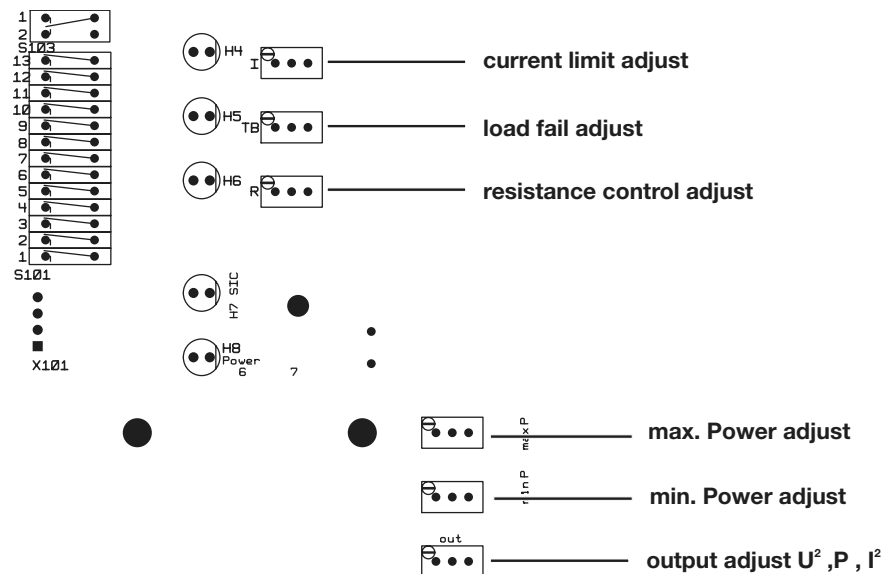 1
2
S103
13
12
11
10
9
8
7
6
5
4
3
2
1
S101
X101
H4
I
current limit adjust
H5
TB
load fail adjust
H6
R
resistance control adjust
H7 SIC
H8
Power
6 7
max P
max. Power adjust
min P
min. Power adjust
out
output adjust U² ,P , I²